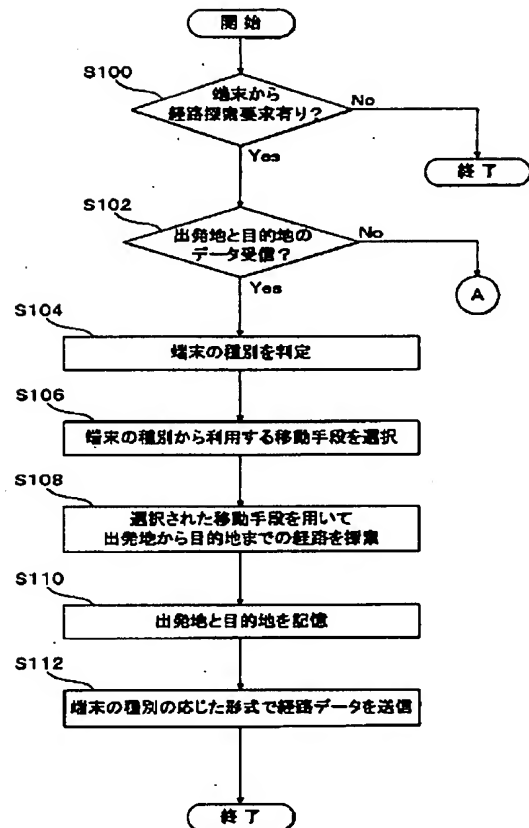 開始
S100
端末から
経路探索要求有り？
No
Yes
終了
S102
出発地と目的地の
データ受信？
No
Yes
A
S104
端末の種別を判定
S106
端末の種別から利用する移動手段を選択
S108
選択された移動手段を用いて
出発地から目的地までの経路を探索
S110
出発地と目的地を記憶
S112
端末の種別の応じた形式で経路データを送信
終了